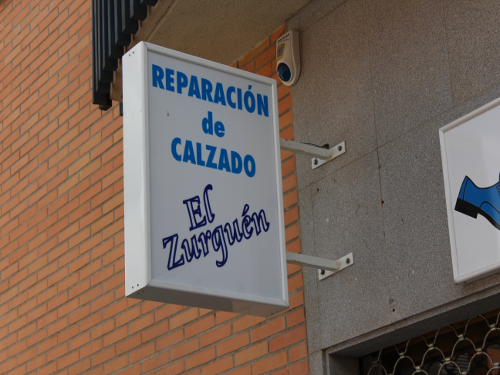 REPARACIÓN
de
CALZADO
El
Zurguén